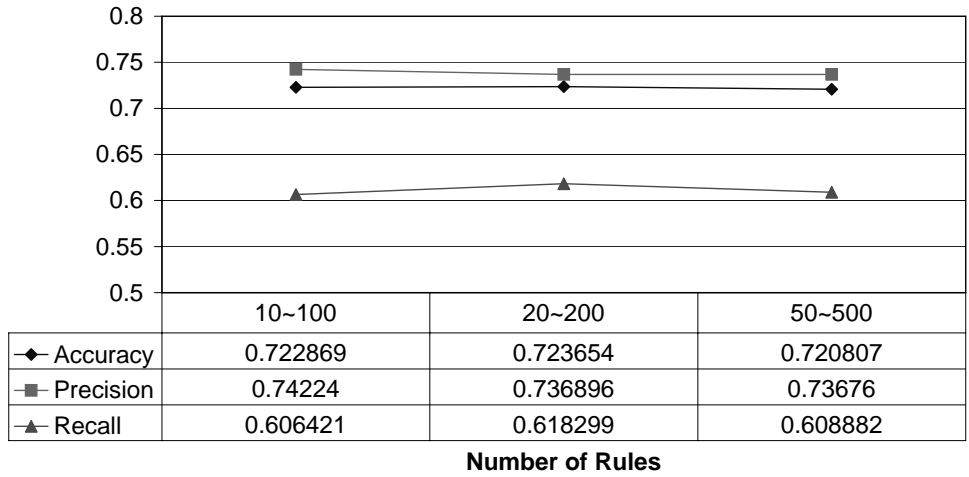 0.8
0.75
0.7
0.65
0.6
0.55
0.5
10~100 20~200 50~500
Accuracy 0.722869 0.723654 0.720807
Precision 0.74224 0.736896 0.73676
Recall 0.606421 0.618299 0.608882
Number of Rules